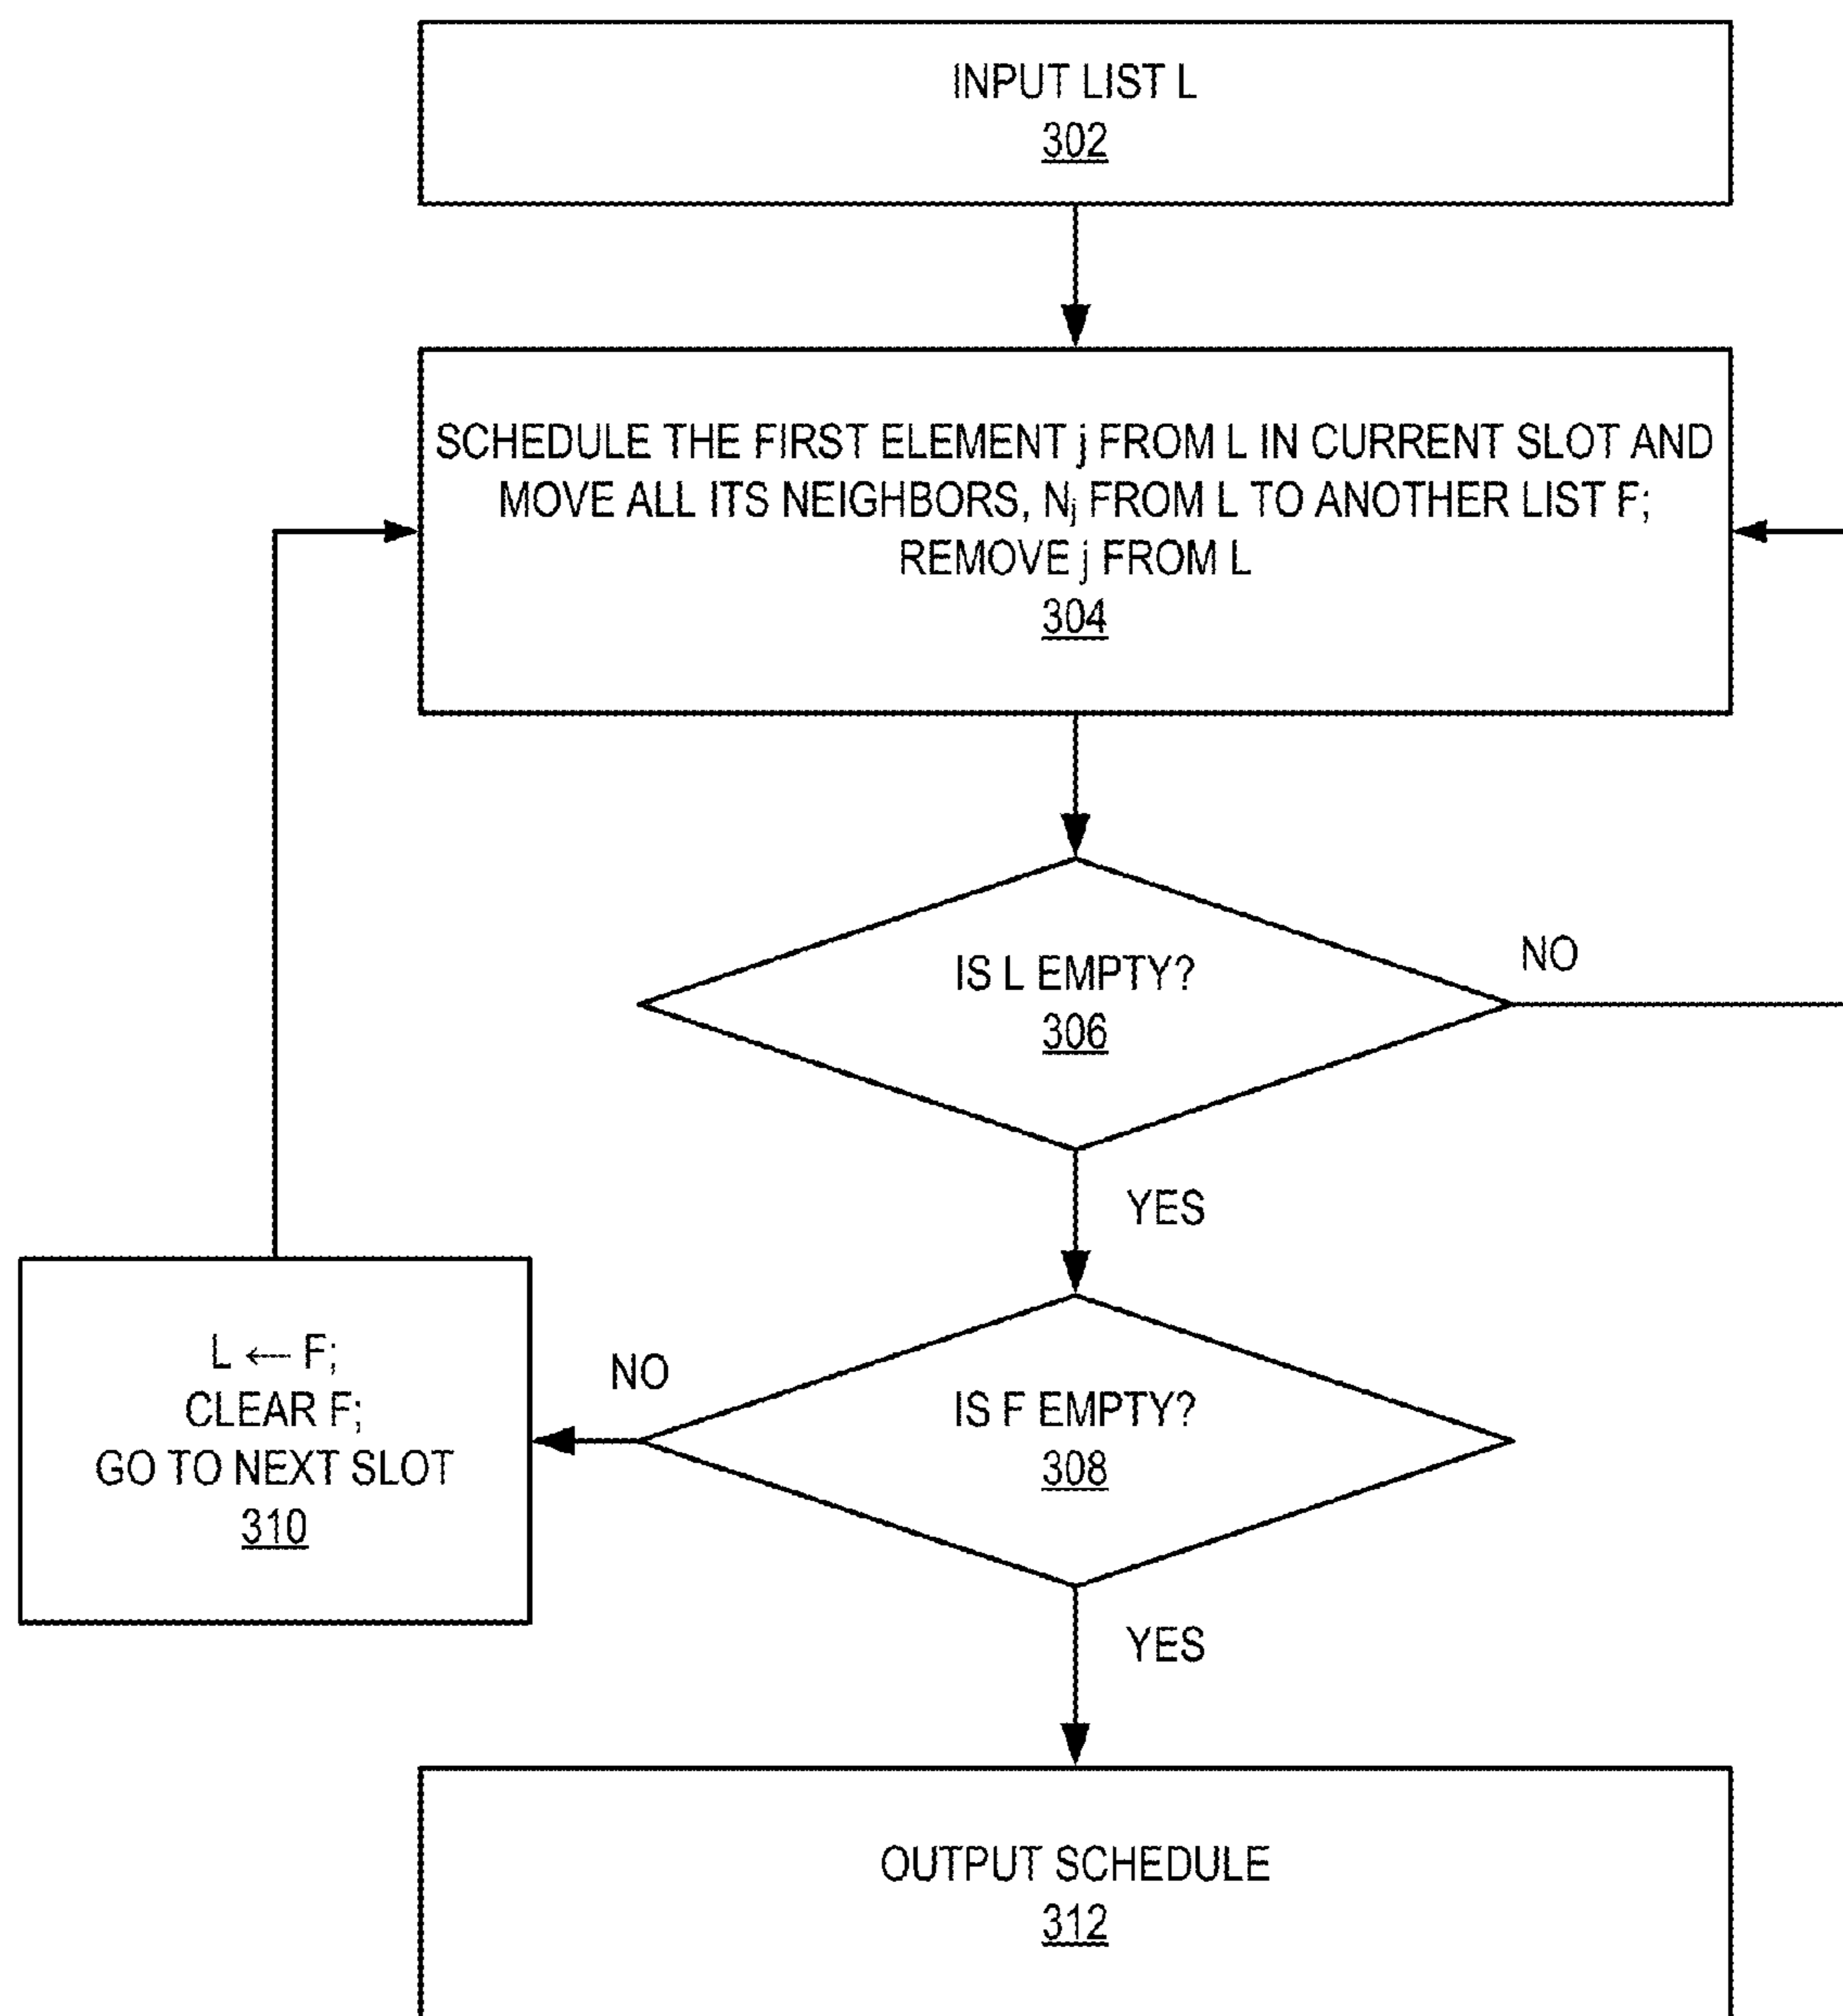 INPUT LIST L
302
SCHEDULE THE FIRST ELEMENT j FROM L IN CURRENT SLOT AND
MOVE ALL ITS NEIGHBORS, Nj FROM L TO ANOTHER LIST F;
REMOVE j FROM L
304
IS L EMPTY?
306
NO
YES
L ← F;
CLEAR F;
GO TO NEXT SLOT
310
NO
IS F EMPTY?
308
YES
OUTPUT SCHEDULE
312